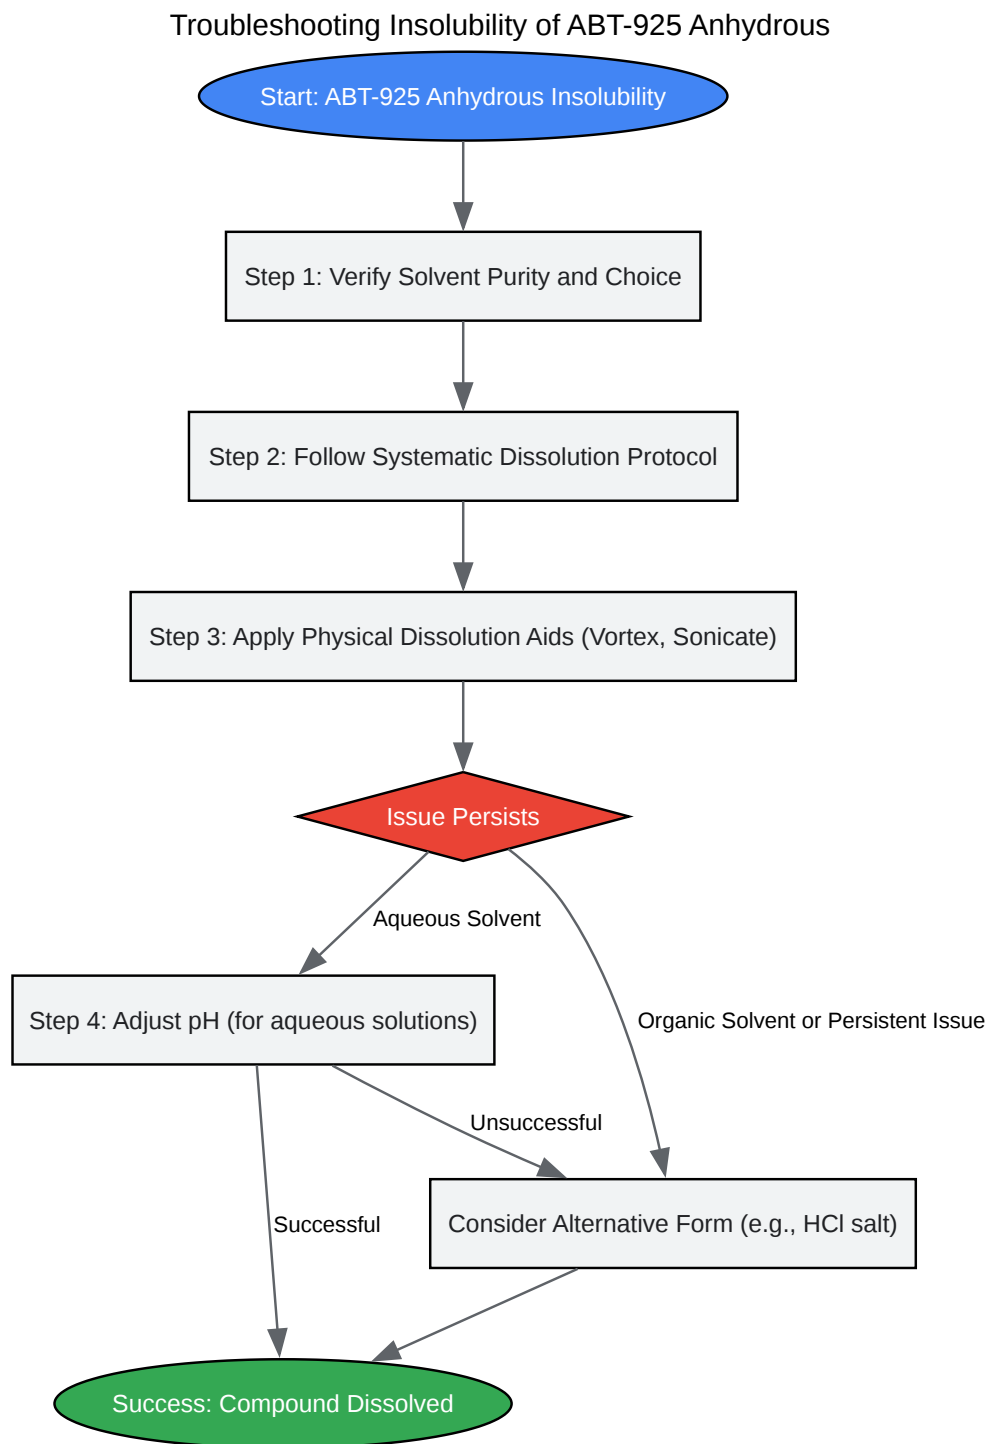 Troubleshooting Insolubility of ABT-925 Anhydrous
Start: ABT-925 Anhydrous Insolubility
Step 1: Verify Solvent Purity and Choice
Step 2: Follow Systematic Dissolution Protocol
Step 3: Apply Physical Dissolution Aids (Vortex, Sonicate)
Issue Persists
Aqueous Solvent
Step 4: Adjust pH (for aqueous solutions)
Organic Solvent or Persistent Issue
Unsuccessful
Successful
Consider Alternative Form (e.g., HCl salt)
Success: Compound Dissolved